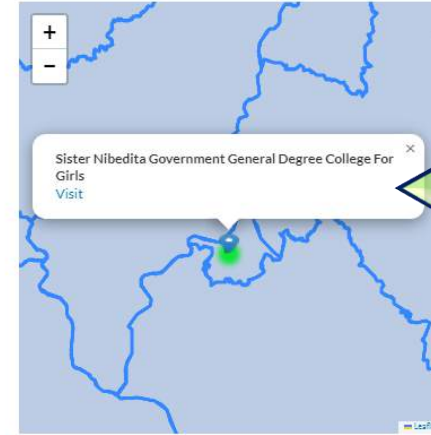 +
−
Sister Nibedita Government General Degree College For
Girls
Visit
×